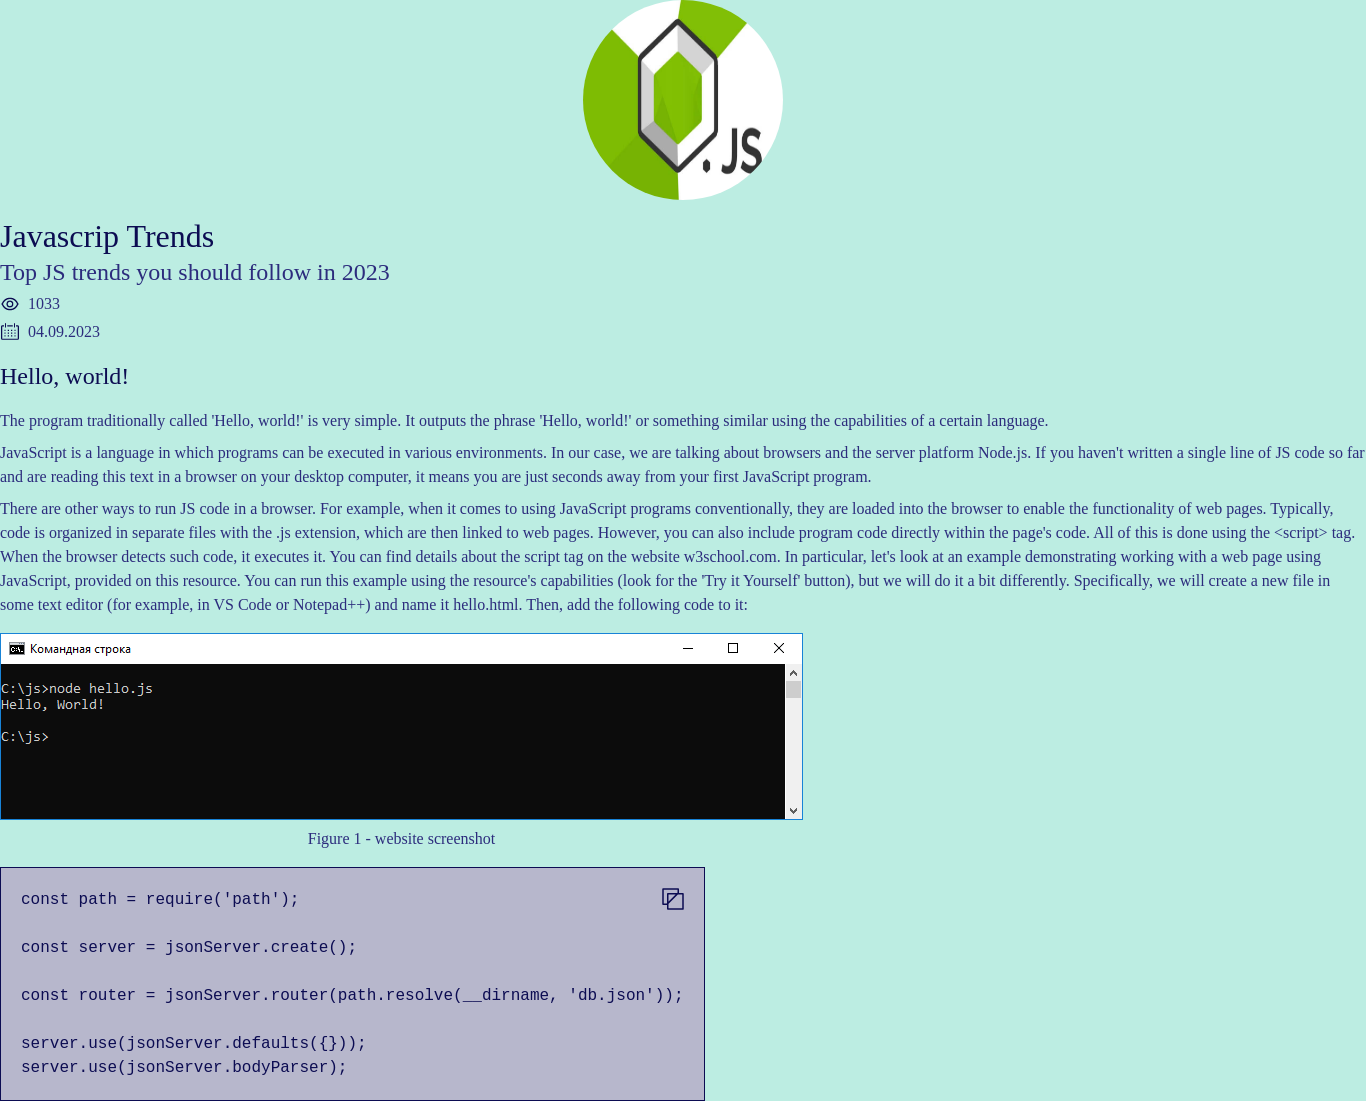 .JS
Javascrip Trends
Top JS trends you should follow in 2023
1033
04.09.2023
Hello, world!
The program traditionally called 'Hello, world!' is very simple. It outputs the phrase 'Hello, world!' or something similar using the capabilities of a certain language.
JavaScript is a language in which programs can be executed in various environments. In our case, we are talking about browsers and the server platform Node.js. If you haven't written a single line of JS code so far
and are reading this text in a browser on your desktop computer, it means you are just seconds away from your first JavaScript program.
There are other ways to run JS code in a browser. For example, when it comes to using JavaScript programs conventionally, they are loaded into the browser to enable the functionality of web pages. Typically,
code is organized in separate files with the .js extension, which are then linked to web pages. However, you can also include program code directly within the page's code. All of this is done using the <script> tag.
When the browser detects such code, it executes it. You can find details about the script tag on the website w3school.com. In particular, let's look at an example demonstrating working with a web page using
JavaScript, provided on this resource. You can run this example using the resource's capabilities (look for the 'Try it Yourself' button), but we will do it a bit differently. Specifically, we will create a new file in
some text editor (for example, in VS Code or Notepad++) and name it hello.html. Then, add the following code to it:
Командная строка
C:\js>node hello.js
Hello, World!
C:\js>
Figure 1 - website screenshot
const path = require('path');
const server = jsonServer.create();
const router = jsonServer.router(path.resolve(__dirname, 'db.json'));
server.use(jsonServer.defaults({}));
server.use(jsonServer.bodyParser);